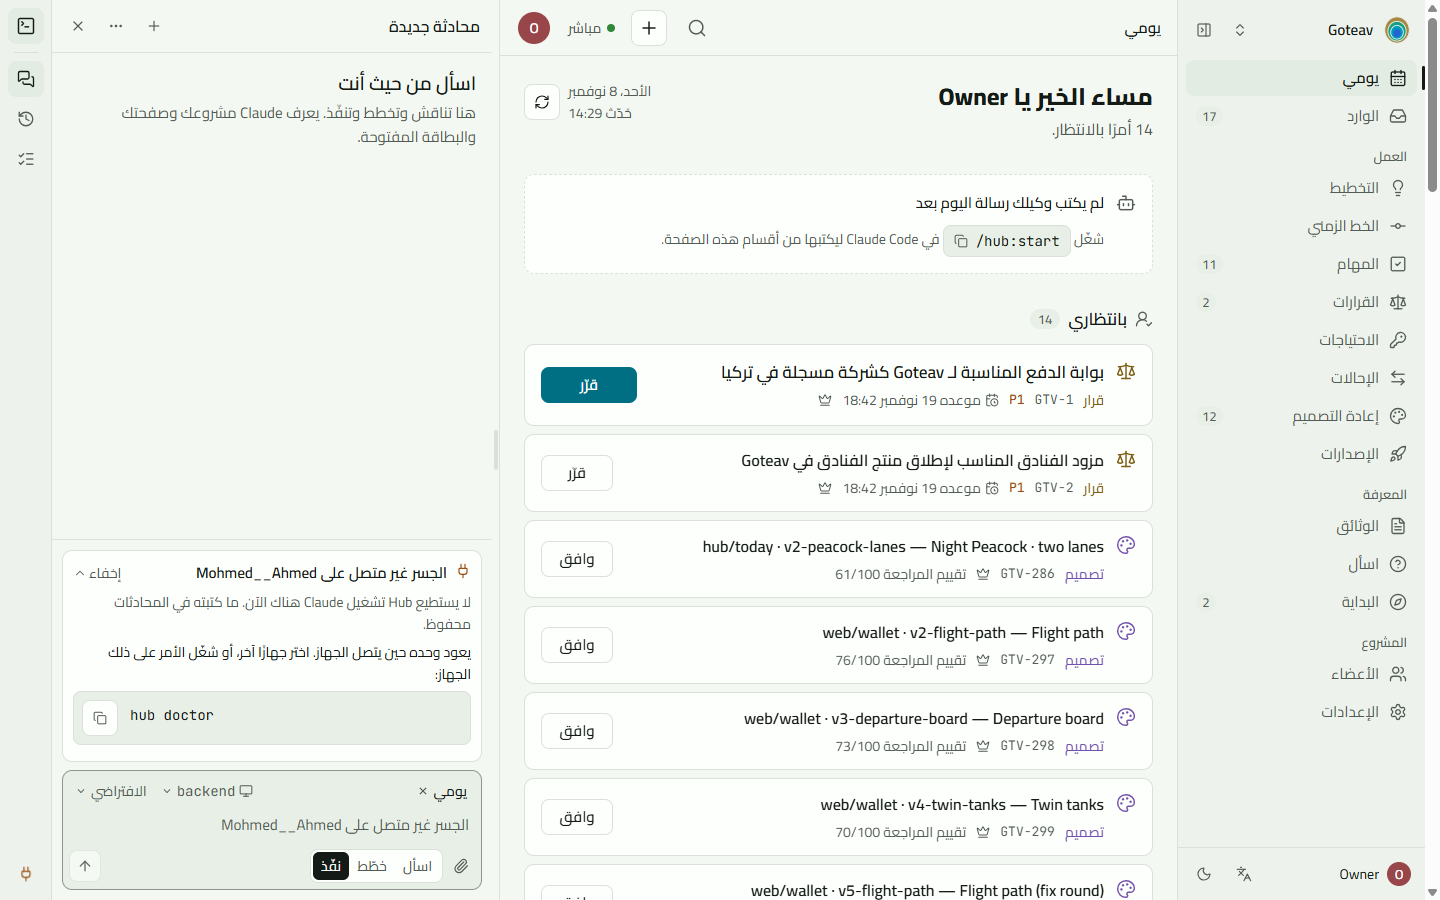 Goteav
يومي
الوارد
17
العمل
التخطيط
الخط الزمني
المهام
11
القرارات
2
الاحتياجات
الإحالات
إعادة التصميم
12
الإصدارات
المعرفة
الوثائق
اسأل
البداية
2
المشروع
الأعضاء
الإعدادات
O Owner
يومي
مباشر
O
مساء الخير يا Owner
14 أمرًا بالانتظار.
الأحد، 8 نوفمبر
حُدّث 14:29
لم يكتب وكيلك رسالة اليوم بعد
شغّل /hub:start في Claude Code ليكتبها من أقسام هذه الصفحة.
بانتظاري 14
بوابة الدفع المناسبة لـ Goteav كشركة مسجلة في تركيا
قرار GTV-1 P1 موعده 19 نوفمبر 18:42
قرّر
مزود الفنادق المناسب لإطلاق منتج الفنادق في Goteav
قرار GTV-2 P1 موعده 19 نوفمبر 18:42
قرّر
hub/today · v2-peacock-lanes — Night Peacock · two lanes
تصميم GTV-286 تقييم المراجعة 61/100
وافق
web/wallet · v2-flight-path — Flight path
تصميم GTV-297 تقييم المراجعة 76/100
وافق
web/wallet · v3-departure-board — Departure board
تصميم GTV-298 تقييم المراجعة 73/100
وافق
web/wallet · v4-twin-tanks — Twin tanks
تصميم GTV-299 تقييم المراجعة 70/100
وافق
web/wallet · v5-flight-path — Flight path (fix round)
محادثة جديدة
اسأل من حيث أنت
هنا تناقش وتخطط وتنفّذ. يعرف Claude مشروعك وصفحتك
والبطاقة المفتوحة.
الجسر غير متصل على Mohmed__Ahmed
إخفاء
لا يستطيع Hub تشغيل Claude هناك الآن. ما كتبته في المحادثات
محفوظ.
يعود وحده حين يتصل الجهاز. اختر جهازًا آخر، أو شغّل الأمر على ذلك
الجهاز:
hub doctor
يومي ×
backend
الافتراضي
الجسر غير متصل على Mohmed__Ahmed
اسأل
خطّط
نفّذ